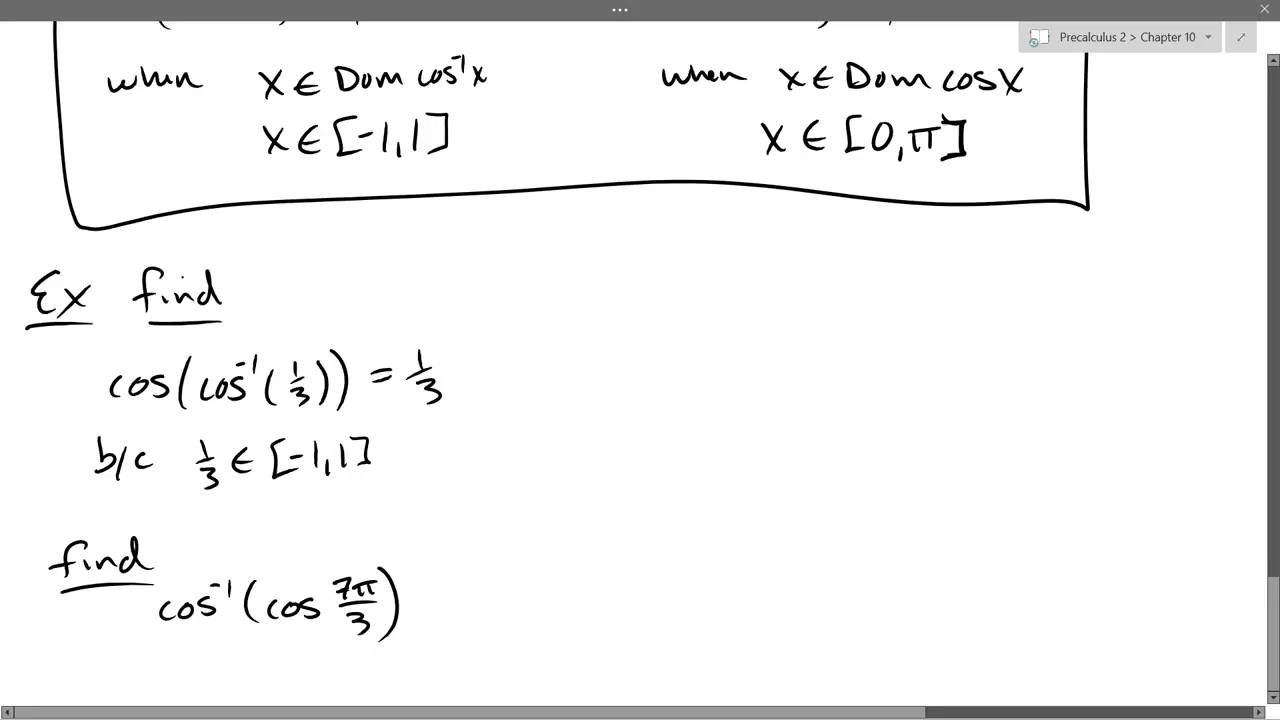 ...
Precalculus 2 > Chapter 10
when x ∈ Dom cos⁻¹x
when x ∈ Dom cos x
x ∈ [-1,1]
x ∈ [0,π]
Ex find
cos(cos⁻¹(1/3)) = 1/3
b/c 1/3 ∈ [-1,1]
find
cos⁻¹(cos 7π/3)